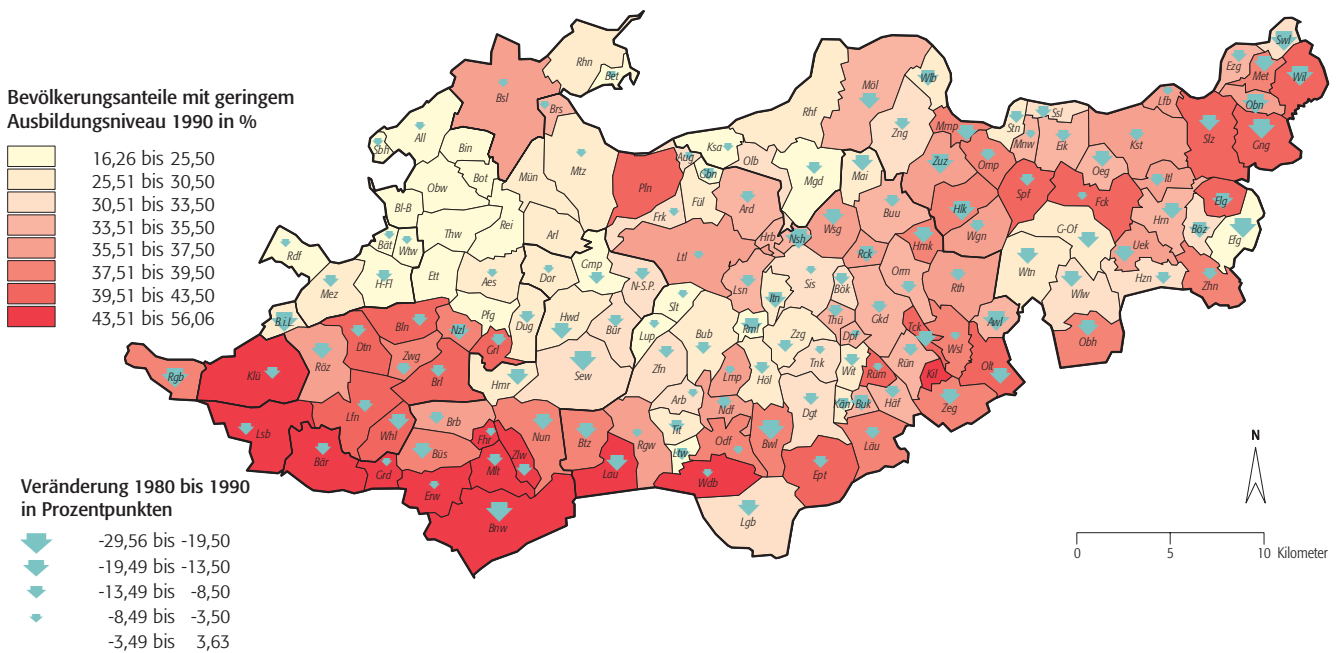 Bevölkerungsanteile mit geringem
Ausbildungsniveau 1990 in %
16,26 bis 25,50
25,51 bis 30,50
30,51 bis 33,50
33,51 bis 35,50
35,51 bis 37,50
37,51 bis 39,50
39,51 bis 43,50
43,51 bis 56,06
Veränderung 1980 bis 1990
in Prozentpunkten
-29,56 bis -19,50
-19,49 bis -13,50
-13,49 bis -8,50
-8,49 bis -3,50
-3,49 bis 3,63
Rhn
Bet
Bsl
Brs
All
Sbh
Bin
Bot
Obw
Mün
Mtz
Bl-B
Rei
Thw
Arl
Bät
Wtw
Rdf
H-Fl
Ett
Mez
Aes
Dor
Gmp
N-S.P.
B.i.L
Pfg
Dug
Hwd
Bür
Bln
Nzl
Grl
Dtn
Röz
Zwg
Brl
Hmr
Sew
Rgb
Klü
Lfn
Whl
Brb
Büs
Lsb
Bär
Grd
Fhr
Mlt
Zlw
Erw
Bnw
Nun
Btz
Lau
Rgw
Pln
Aug
Gbn
Ksa
Olb
Fül
Frk
Ard
Ltl
Hrb
Nsh
Lsn
Slt
Lup
Bub
Zfn
Rml
Itn
Arb
Lmp
Tit
Ltw
Ndf
Odf
Wdb
Lgb
Bwl
Höl
Zzg
Tnk
Dgt
Ept
Läu
Rhf
Möl
Wlb
Zng
Mgd
Mai
Wsg
Buu
Rck
Hmk
Sis
Bök
Thü
Dpf
Orm
Gkd
Rün
Wit
Rüm
Kän
Buk
Häf
Tck
Kil
Wsl
Olt
Zeg
Awl
Rth
Mmp
Zuz
Omp
Hlk
Wgn
Stn
Ssl
Mnw
Eik
Oeg
Kst
Lfb
Spf
Fck
Itl
Hrn
Uek
G-Of
Wtn
Wlw
Hzn
Obh
Zhn
Böz
Elg
Efg
Slz
Gng
Obn
Ezg
Met
Swl
Wil
N
0 5 10 Kilometer